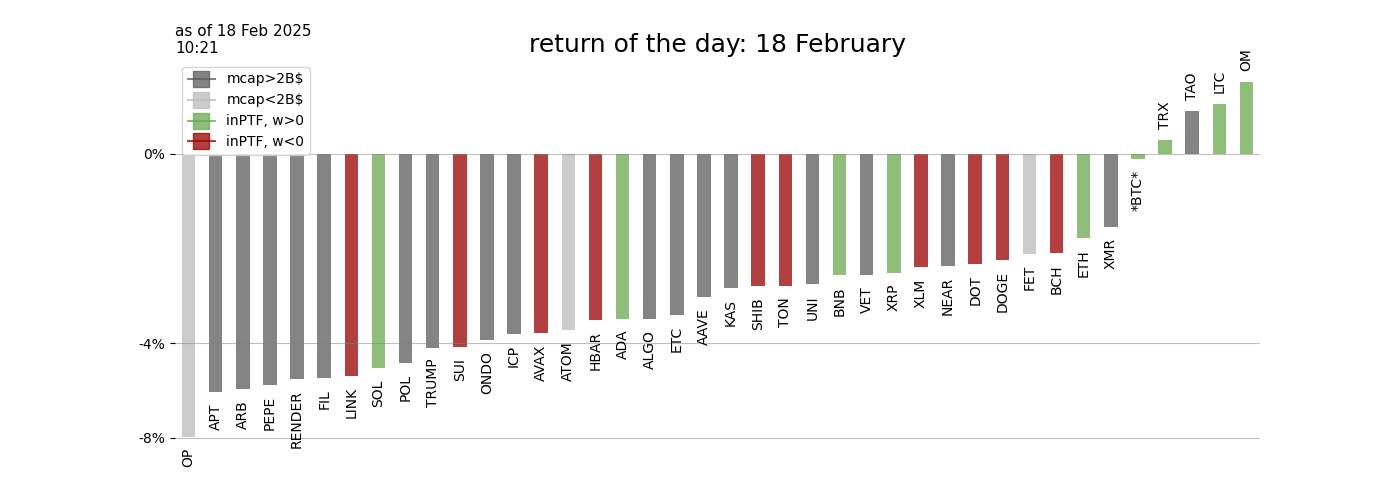 as of 18 Feb 2025
10:21
return of the day: 18 February
mcap>2B$
mcap<2B$
inPTF, w>0
inPTF, w<0
0%
-4%
-8%
OP
APT
ARB
PEPE
RENDER
FIL
LINK
SOL
POL
TRUMP
SUI
ONDO
ICP
AVAX
ATOM
HBAR
ADA
ALGO
ETC
AAVE
KAS
SHIB
TON
UNI
BNB
VET
XRP
XLM
NEAR
DOT
DOGE
FET
BCH
ETH
XMR
*BTC*
TRX
TAO
LTC
OM